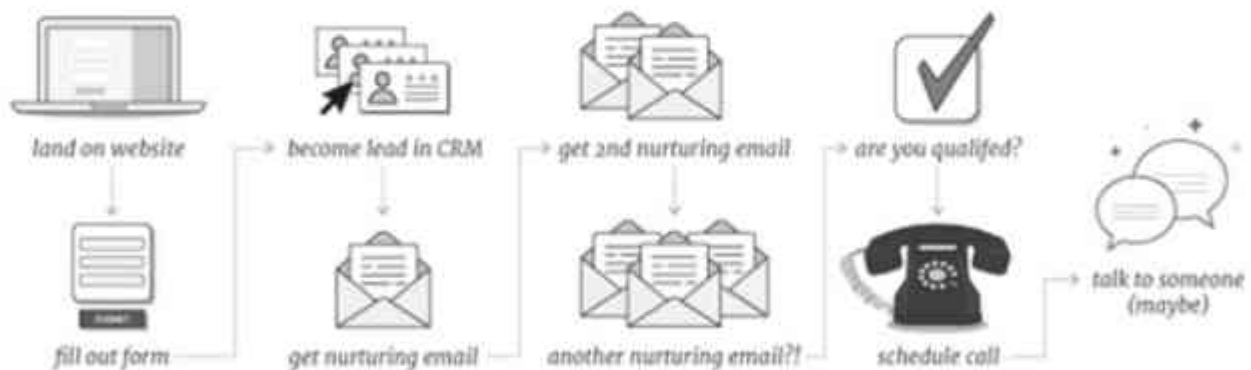 land on website
fill out form
become lead in CRM
get nurturing email
get 2nd nurturing email
another nurturing email?!
are you qualifed?
schedule call
talk to someone
(maybe)